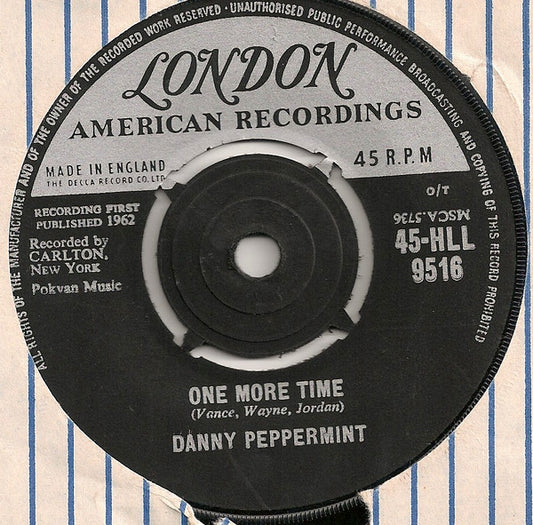 ALL RIGHTS OF THE MANUFACTURER AND OF THE OWNER OF THE RECORDED WORK RESERVED · UNAUTHORISED PUBLIC PERFORMANCE BROADCASTING AND COPYING OF THIS RECORD PROHIBITED
LONDON
AMERICAN RECORDINGS
MADE IN ENGLAND
THE DECCA RECORD CO. LTD.
45 R.P.M
O/T
RECORDING FIRST
PUBLISHED 1962
Recorded by
CARLTON,
NEW YORK
Pokvan Music
MSCA.5736
45-HLL
9516
ONE MORE TIME
(Vance, Wayne, Jordan)
DANNY PEPPERMINT